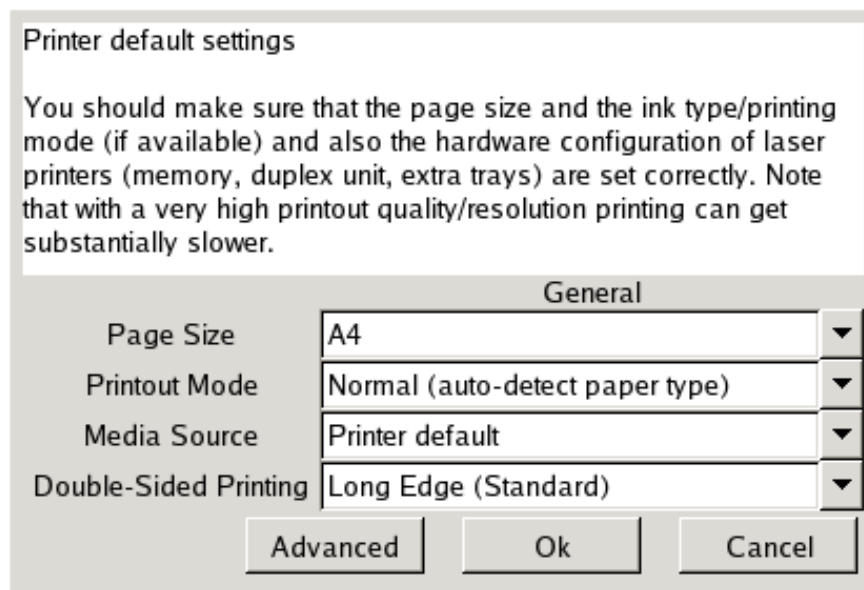 Printer default settings
You should make sure that the page size and the ink type/printing
mode (if available) and also the hardware configuration of laser
printers (memory, duplex unit, extra trays) are set correctly. Note
that with a very high printout quality/resolution printing can get
substantially slower.
General
Page Size A4
Printout Mode Normal (auto-detect paper type)
Media Source Printer default
Double-Sided Printing Long Edge (Standard)
Advanced Ok Cancel